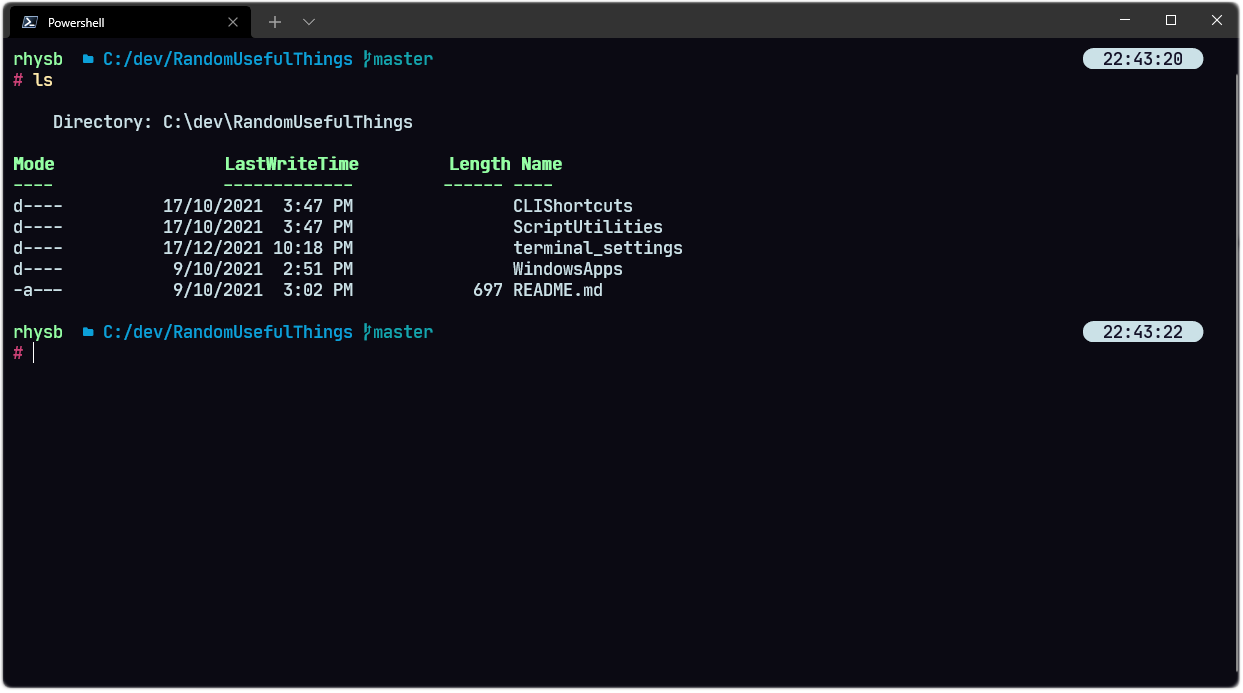 Powershell
rhysb C:/dev/RandomUsefulThings master 22:43:20
# ls
Directory: C:\dev\RandomUsefulThings
Mode LastWriteTime Length Name
---- ------------- ------ ----
d---- 17/10/2021 3:47 PM CLIShortcuts
d---- 17/10/2021 3:47 PM ScriptUtilities
d---- 17/12/2021 10:18 PM terminal_settings
d---- 9/10/2021 2:51 PM WindowsApps
-a--- 9/10/2021 3:02 PM 697 README.md
rhysb C:/dev/RandomUsefulThings master 22:43:22
#